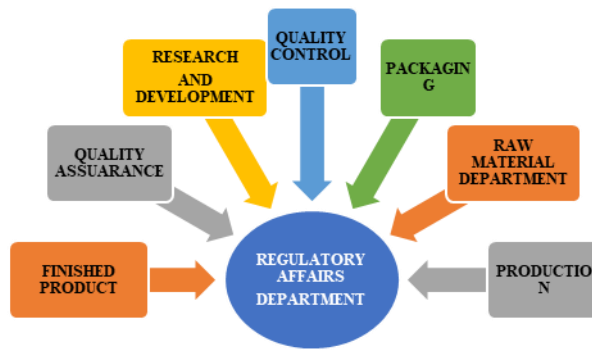 QUALITY
CONTROL
RESEARCH
AND
DEVELOPMENT
PACKAGIN
G
QUALITY
ASSUARANCE
RAW
MATERIAL
DEPARTMENT
FINISHED
PRODUCT
REGULATORY
AFFAIRS
DEPARTMENT
PRODUCTIO
N